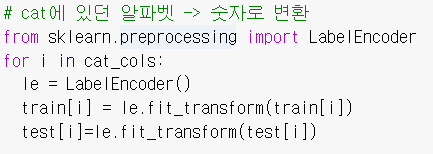 # cat에 있던 알파벳 -> 숫자로 변환
from sklearn.preprocessing import LabelEncoder
for i in cat_cols:
  le = LabelEncoder()
  train[i] = le.fit_transform(train[i])
  test[i]=le.fit_transform(test[i])